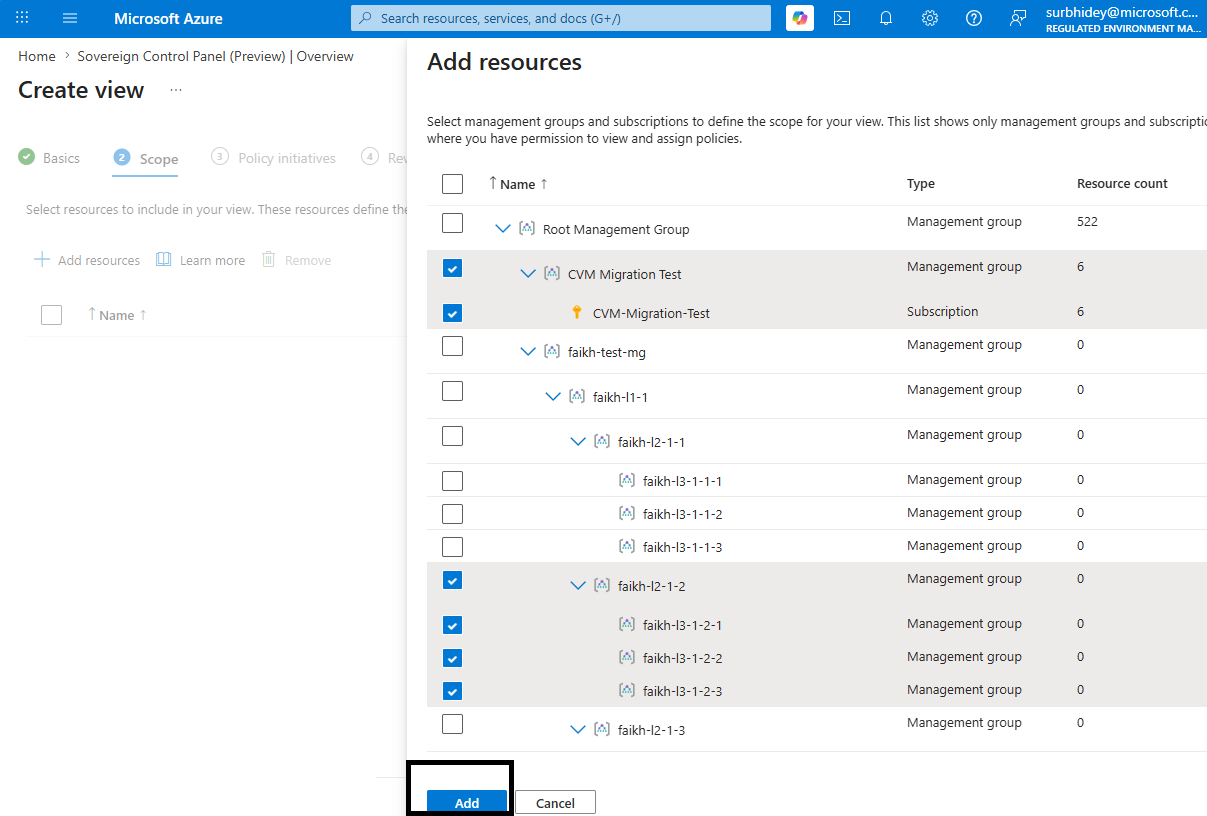 Microsoft Azure
Search resources, services, and docs (G+/)
surbhidey@microsoft.c...
REGULATED ENVIRONMENT MA...
Home > Sovereign Control Panel (Preview) | Overview
Create view ...
Basics
2 Scope
3 Policy initiatives
4 Rev
Select resources to include in your view. These resources define the
+ Add resources
Learn more
Remove
↑ Name ↑
Add resources
Select management groups and subscriptions to define the scope for your view. This list shows only management groups and subscriptio
where you have permission to view and assign policies.
↑ Name ↑ Type Resource count
Root Management Group Management group 522
CVM Migration Test Management group 6
CVM-Migration-Test Subscription 6
faikh-test-mg Management group 0
faikh-l1-1 Management group 0
faikh-l2-1-1 Management group 0
faikh-l3-1-1-1 Management group 0
faikh-l3-1-1-2 Management group 0
faikh-l3-1-1-3 Management group 0
faikh-l2-1-2 Management group 0
faikh-l3-1-2-1 Management group 0
faikh-l3-1-2-2 Management group 0
faikh-l3-1-2-3 Management group 0
faikh-l2-1-3 Management group 0
Add
Cancel